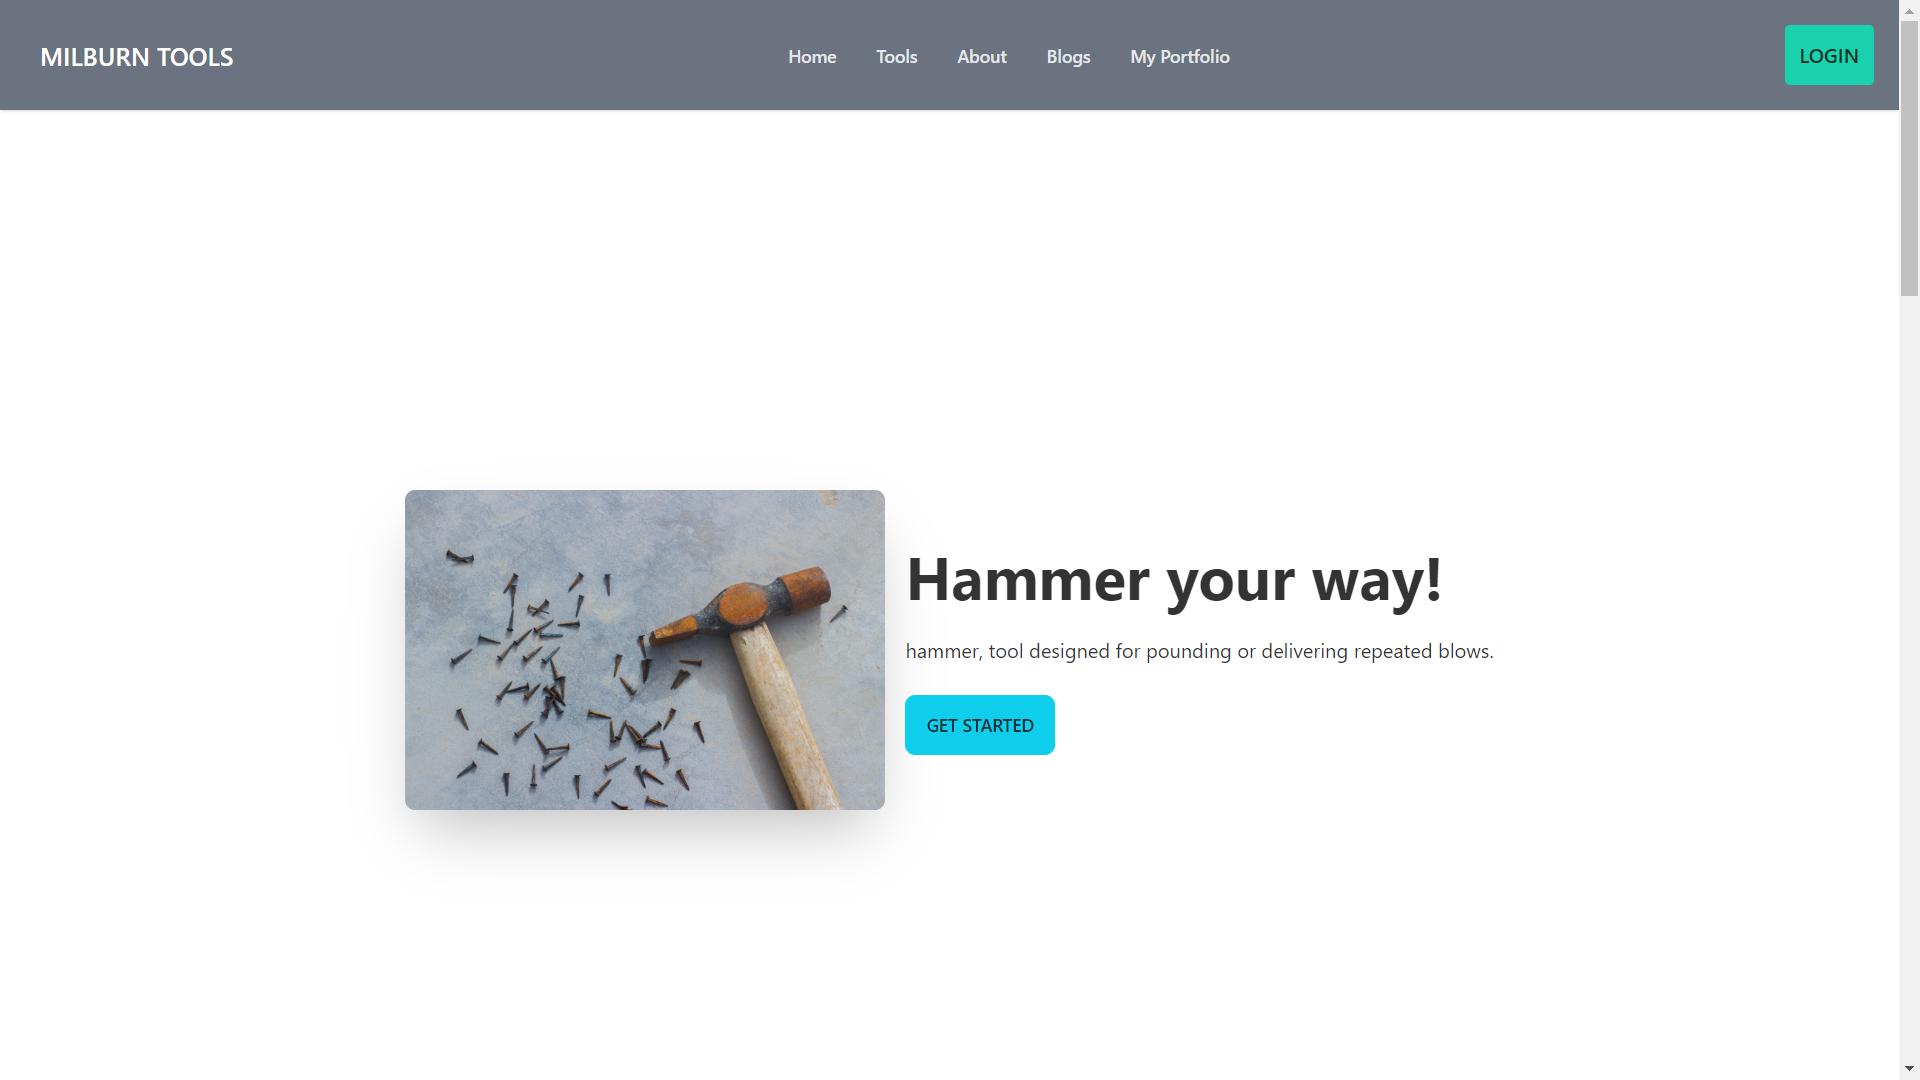 MILBURN TOOLS
Home
Tools
About
Blogs
My Portfolio
LOGIN
Hammer your way!
hammer, tool designed for pounding or delivering repeated blows.
GET STARTED